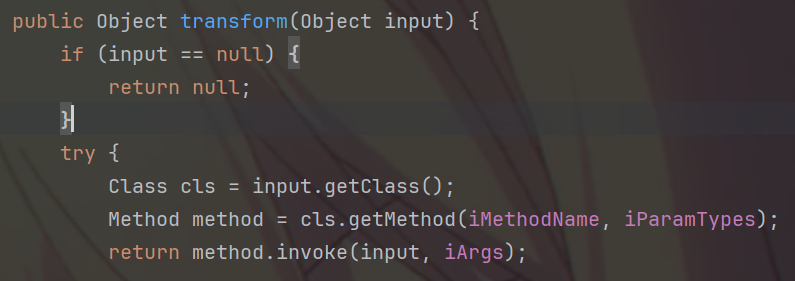 public Object transform(Object input) {
    if (input == null) {
        return null;
    }
    try {
        Class cls = input.getClass();
        Method method = cls.getMethod(iMethodName, iParamTypes);
        return method.invoke(input, iArgs);